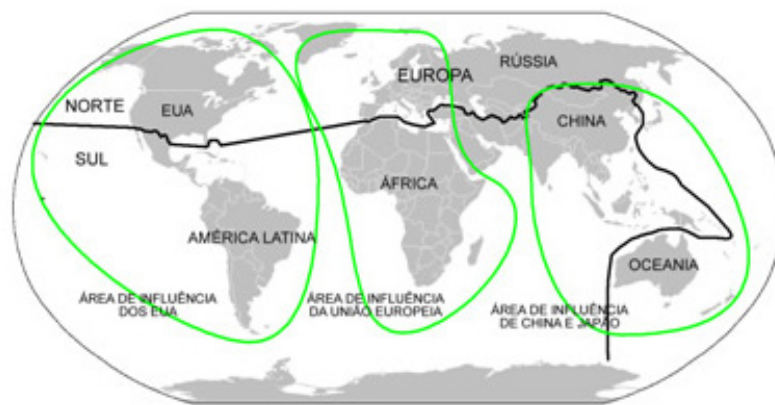 RÚSSIA
EUROPA
NORTE
EUA
CHINA
SUL
ÁFRICA
AMÉRICA LATINA
OCEANIA
ÁREA DE INFLUÊNCIA
DOS EUA
ÁREA DE INFLUÊNCIA
DA UNIÃO EUROPEIA
ÁREA DE INFLUÊNCIA
DE CHINA E JAPÃO